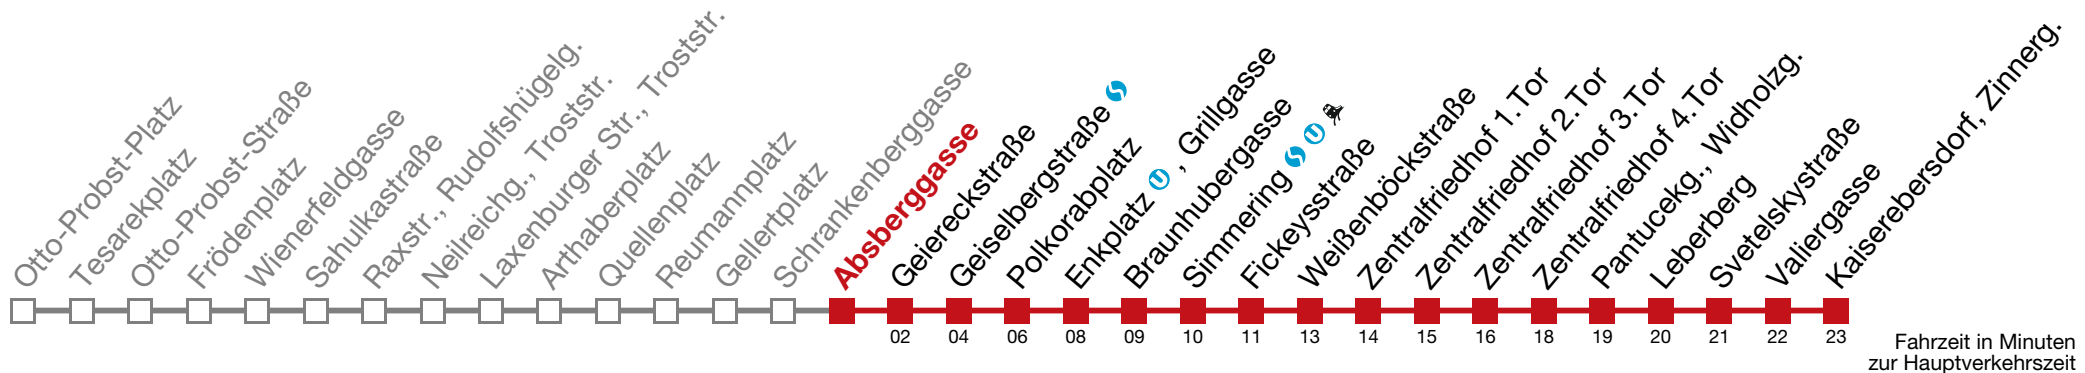 Otto-Probst-Platz
Tesarekplatz
Otto-Probst-Straße
Frödenplatz
Wienerfeldgasse
Sahulkastraße
Raxstr., Rudolfshügelg.
Neilreichg., Troststr.
Laxenburger Str., Troststr.
Arthaberplatz
Quellenplatz
Reumannplatz
Gellertplatz
Schrankenberggasse
Absberggasse
Geiereckstraße
Geiselbergstraße
Polkorabplatz
Enkplatz U, Grillgasse
Braunhubergasse
Simmering U
Fickeysstraße
Weißenböckstraße
Zentralfriedhof 1. Tor
Zentralfriedhof 2. Tor
Zentralfriedhof 3. Tor
Zentralfriedhof 4. Tor
Pantucekg., Widholzg.
Leberberg
Svetelskystraße
Valiergasse
Kaiserebersdorf, Zinnerg.
02 04 06 08 09 10 11 13 14 15 16 18 19 20 21 22 23
Fahrzeit in Minuten
zur Hauptverkehrszeit